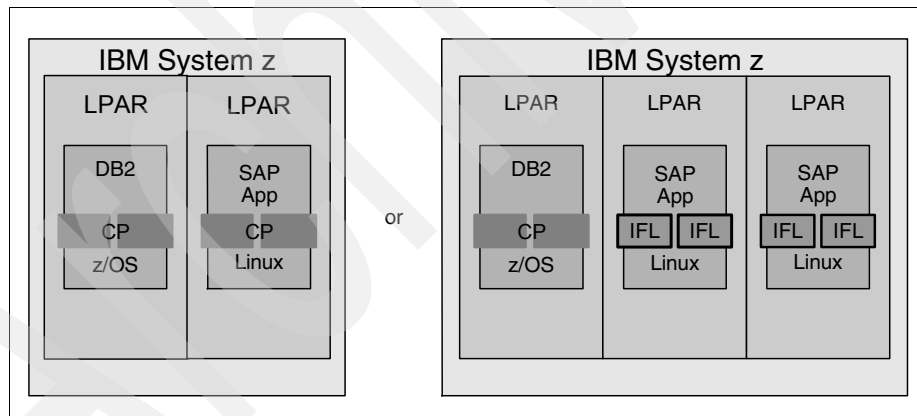 IBM System z
LPAR
DB2
CP
z/OS
LPAR
SAP
App
CP
Linux
or
IBM System z
LPAR
DB2
CP
z/OS
LPAR
SAP
App
IFL IFL
Linux
LPAR
SAP
App
IFL IFL
Linux